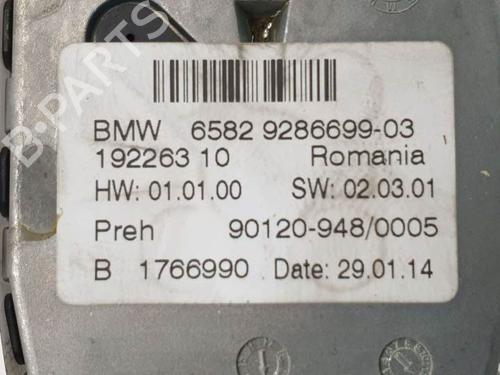 BMW 6582 9286699-03
192263 10 Romania
HW: 01.01.00 SW: 02.03.01
Preh 90120-948/0005
B 1766990 Date: 29.01.14
B-PARTS